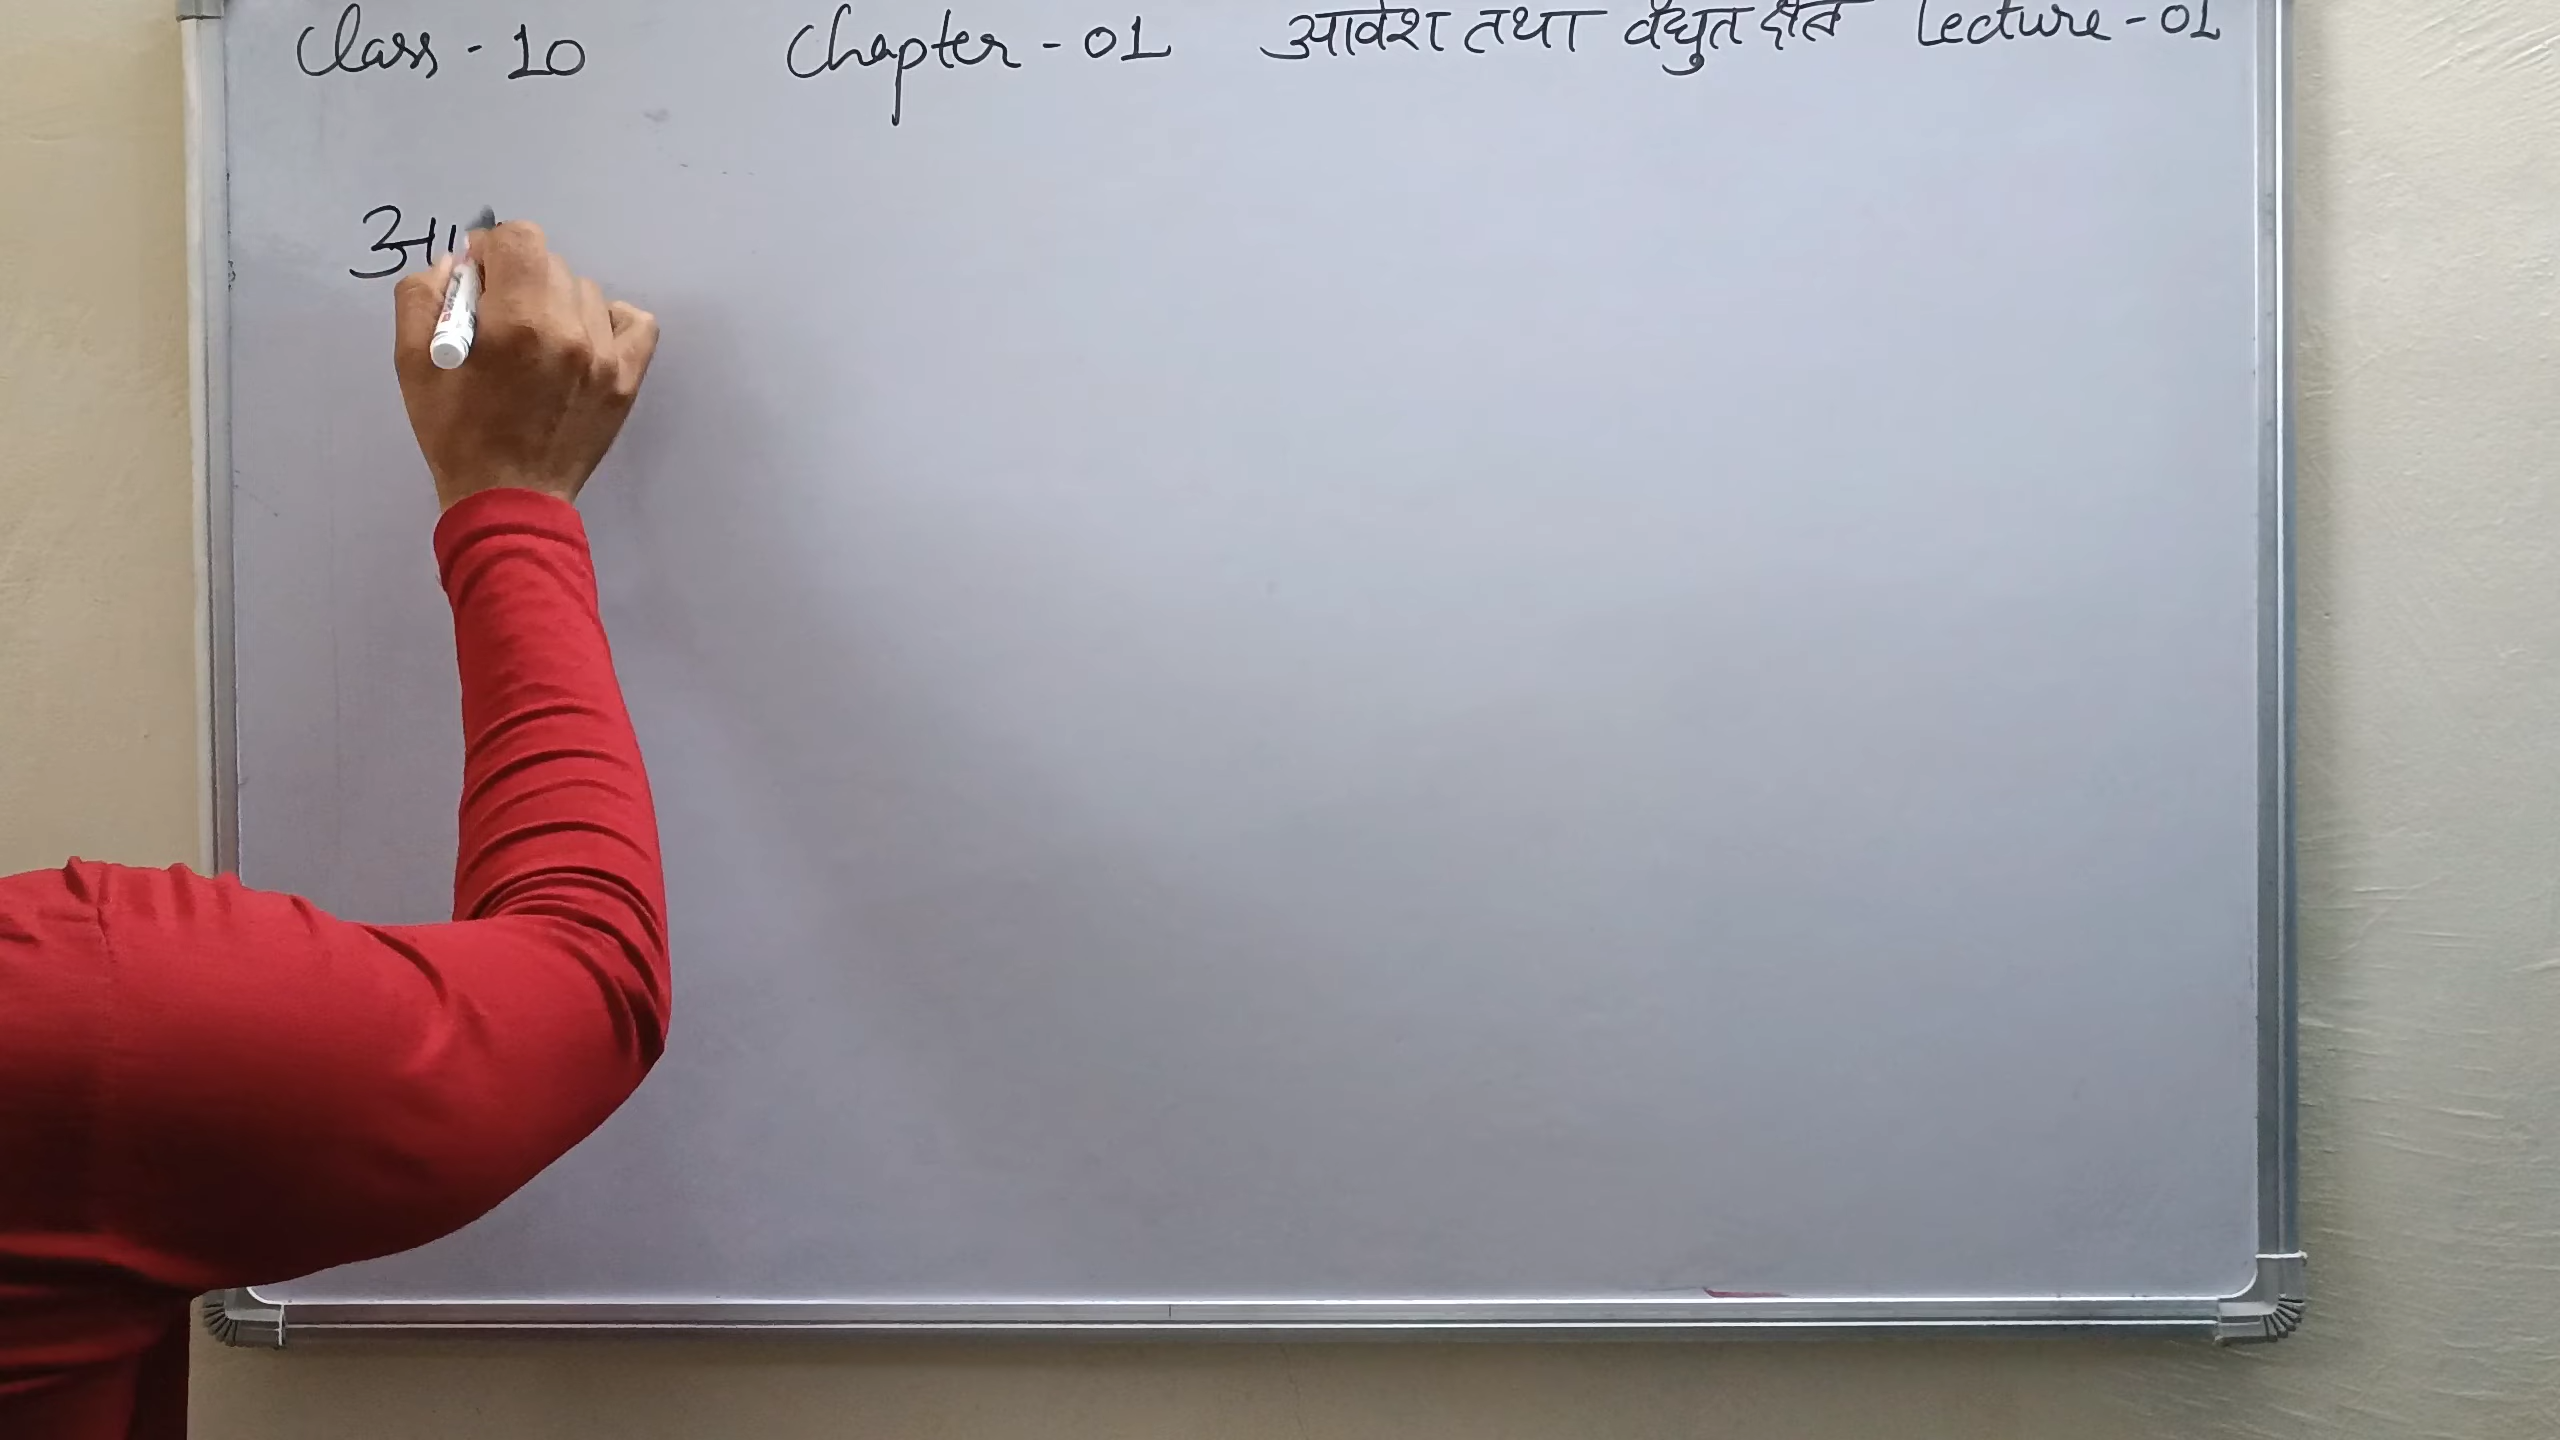 Class - 10 Chapter - 01 आवेश तथा वैद्युत क्षेत्र Lecture - 01
आ